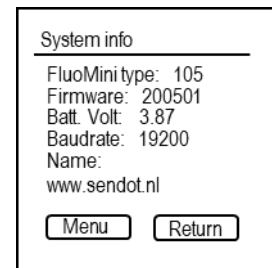 System info
FluoMini type: 105
Firmware: 200501
Batt. Volt: 3.87
Baudrate: 19200
Name:
www.sendot.nl
Menu Return